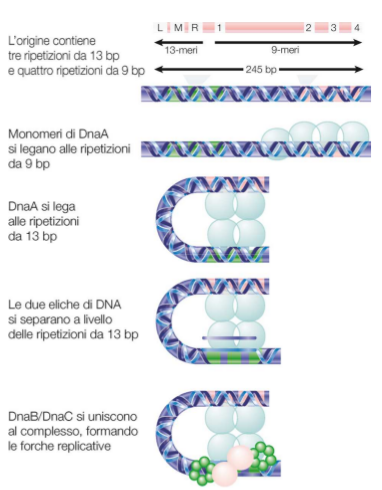 L M R 1 2 3 4
13-meri 9-meri
245 bp
L'origine contiene
tre ripetizioni da 13 bp
e quattro ripetizioni da 9 bp
Monomeri di DnaA
si legano alle ripetizioni
da 9 bp
DnaA si lega
alle ripetizioni
da 13 bp
Le due eliche di DNA
si separano a livello
delle ripetizioni da 13 bp
DnaB/DnaC si uniscono
al complesso, formando
le forche replicative